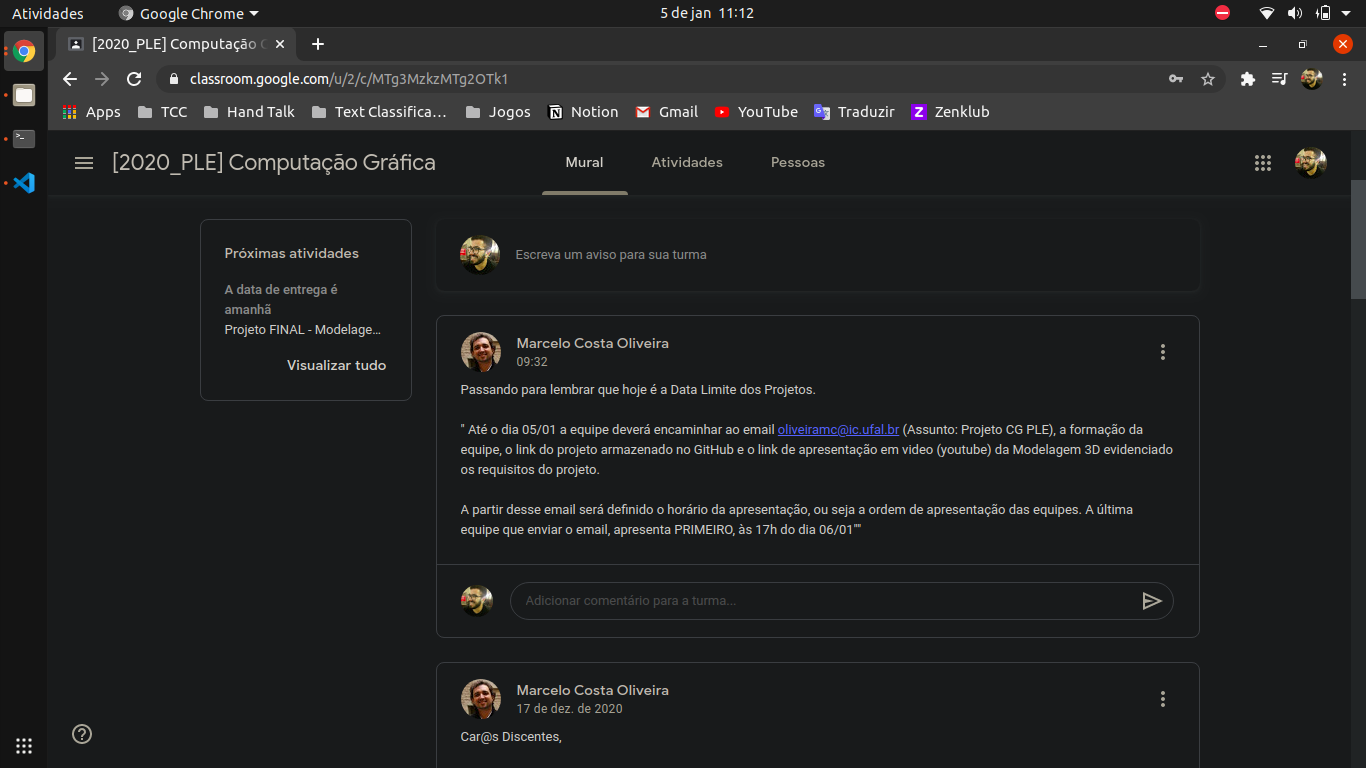 Atividades
Google Chrome
5 de jan 11:12
[2020_PLE] Computação
classroom.google.com/u/2/c/MTg3MzkzMTg2OTk1
Apps
TCC
Hand Talk
Text Classifica…
Jogos
Notion
Gmail
YouTube
Traduzir
Zenklub
[2020_PLE] Computação Gráfica
Mural
Atividades
Pessoas
Próximas atividades
A data de entrega é
amanhã
Projeto FINAL - Modelage…
Visualizar tudo
Escreva um aviso para sua turma
Marcelo Costa Oliveira
09:32
Passando para lembrar que hoje é a Data Limite dos Projetos.
" Até o dia 05/01 a equipe deverá encaminhar ao email oliveiramc@ic.ufal.br (Assunto: Projeto CG PLE), a formação da
equipe, o link do projeto armazenado no GitHub e o link de apresentação em video (youtube) da Modelagem 3D evidenciado
os requisitos do projeto.
A partir desse email será definido o horário da apresentação, ou seja a ordem de apresentação das equipes. A última
equipe que enviar o email, apresenta PRIMEIRO, às 17h do dia 06/01""
Adicionar comentário para a turma...
Marcelo Costa Oliveira
17 de dez. de 2020
Car@s Discentes,